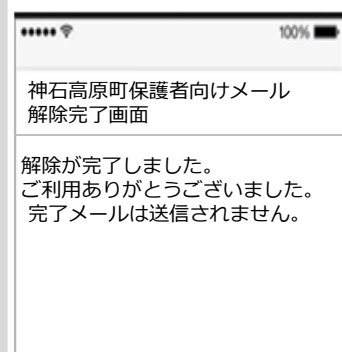 100%
神石高原町保護者向けメール
解除完了画面
解除が完了しました。
ご利用ありがとうございました。
完了メールは送信されません。